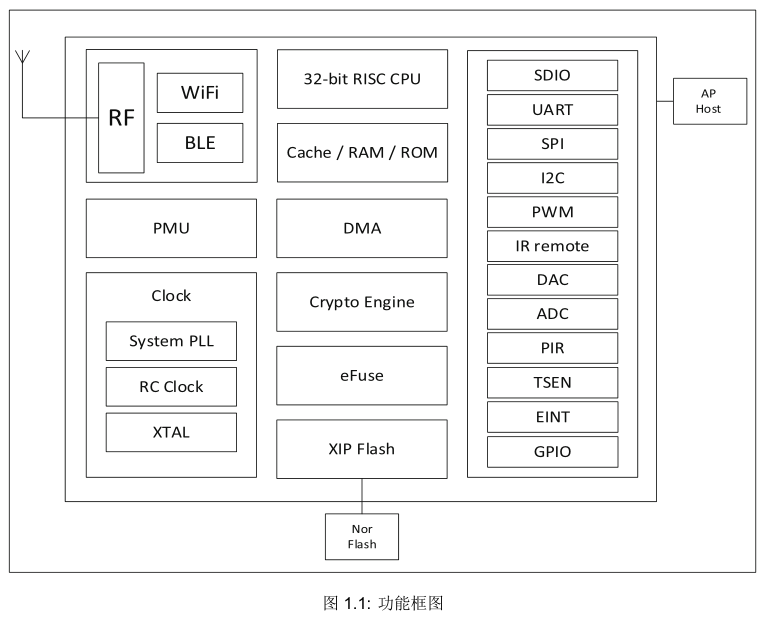 RF
WiFi
BLE
PMU
Clock
System PLL
RC Clock
XTAL
32-bit RISC CPU
Cache / RAM / ROM
DMA
Crypto Engine
eFuse
XIP Flash
Nor
Flash
SDIO
UART
SPI
I2C
PWM
IR remote
DAC
ADC
PIR
TSEN
EINT
GPIO
AP
Host
图 1.1: 功能框图